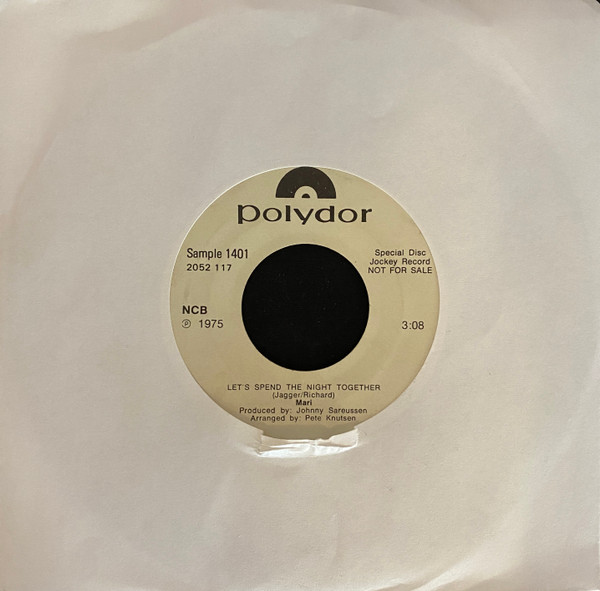 polydor
Sample 1401
2052 117
Special Disc
Jockey Record
NOT FOR SALE
NCB
℗ 1975
3:08
LET'S SPEND THE NIGHT TOGETHER
(Jagger/Richard)
Mari
Produced by: Johnny Sareussen
Arranged by: Pete Knutsen